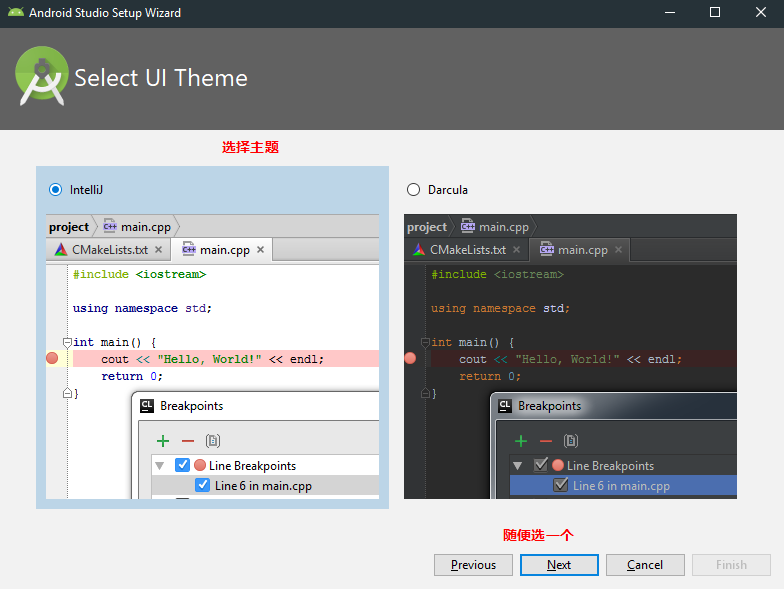 Android Studio Setup Wizard
Select UI Theme
选择主题
IntelliJ
project main.cpp
CMakeLists.txt main.cpp
#include <iostream>
using namespace std;
int main() {
cout << "Hello, World!" << endl;
return 0;
}
CL Breakpoints
Line Breakpoints
Line 6 in main.cpp
Darcula
project main.cpp
CMakeLists.txt main.cpp
#include <iostream>
using namespace std;
int main() {
cout << "Hello, World!" << endl;
return 0;
}
CL Breakpoints
Line Breakpoints
Line 6 in main.cpp
随便选一个
Previous Next Cancel Finish